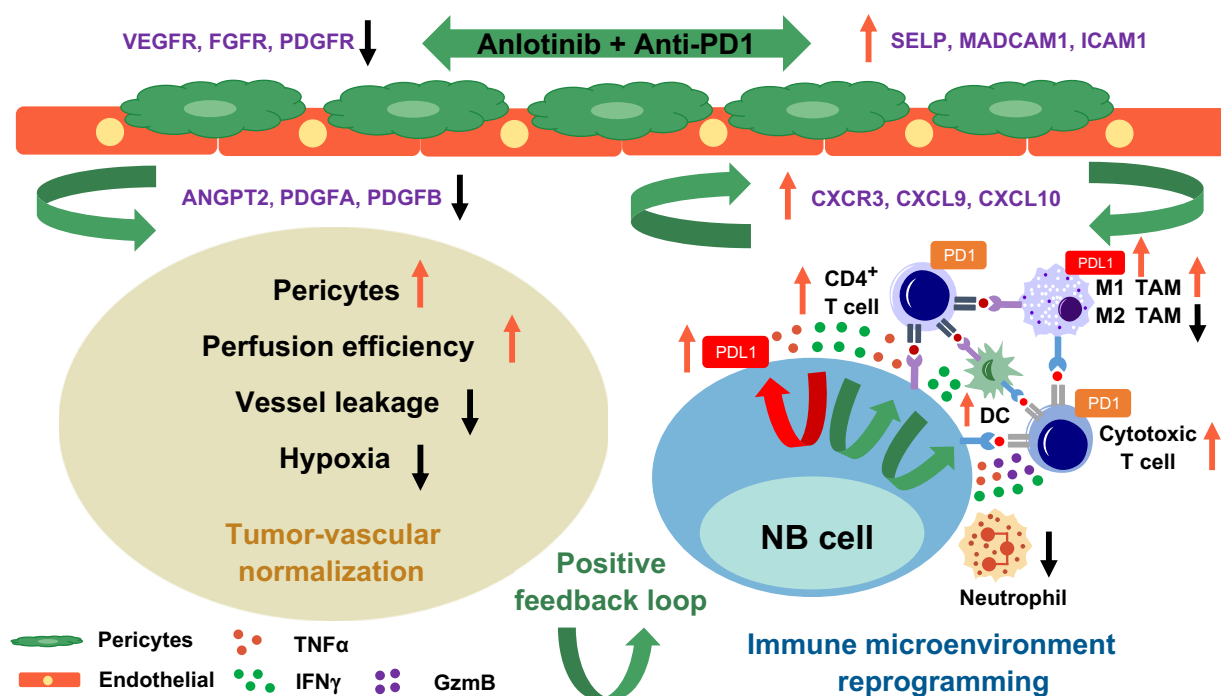 VEGFR, FGFR, PDGFR
Anlotinib + Anti-PD1
SELP, MADCAM1, ICAM1
ANGPT2, PDGFA, PDGFB
CXCR3, CXCL9, CXCL10
Pericytes
Perfusion efficiency
Vessel leakage
Hypoxia
Tumor-vascular
normalization
PD1
PDL1
CD4+
T cell
M1 TAM
M2 TAM
PDL1
DC
PD1
Cytotoxic
T cell
NB cell
Neutrophil
Positive
feedback loop
Immune microenvironment
reprogramming
Pericytes
TNFα
Endothelial
IFNγ
GzmB